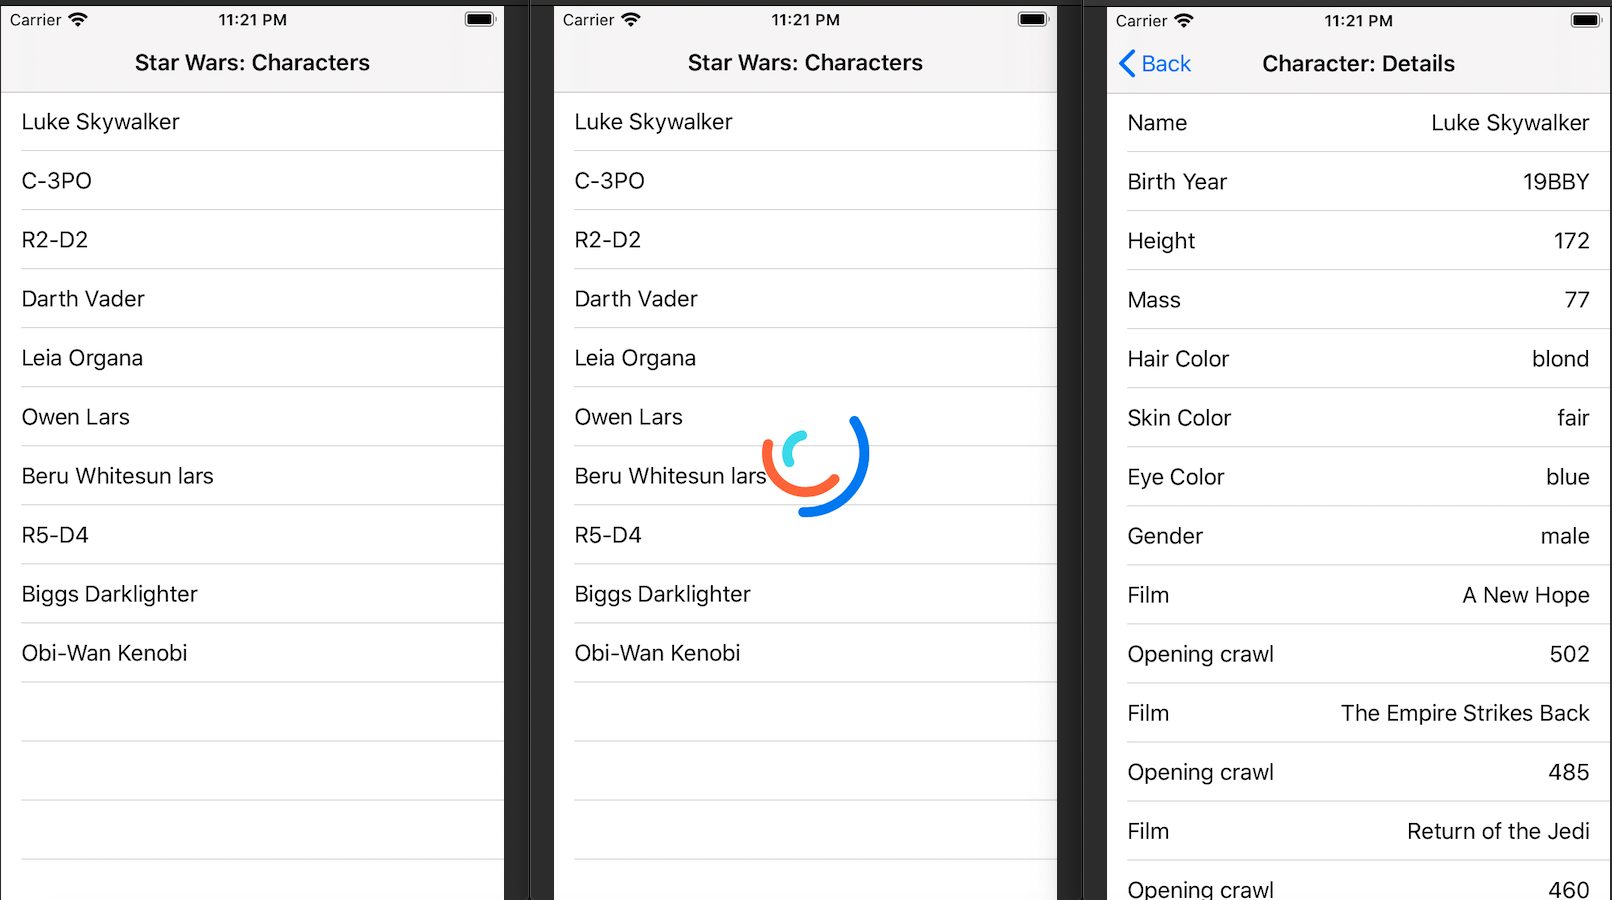 Carrier 11:21 PM
Star Wars: Characters
Luke Skywalker
C-3PO
R2-D2
Darth Vader
Leia Organa
Owen Lars
Beru Whitesun lars
R5-D4
Biggs Darklighter
Obi-Wan Kenobi
Carrier 11:21 PM
Star Wars: Characters
Luke Skywalker
C-3PO
R2-D2
Darth Vader
Leia Organa
Owen Lars
Beru Whitesun lars
R5-D4
Biggs Darklighter
Obi-Wan Kenobi
Carrier 11:21 PM
Back Character: Details
Name Luke Skywalker
Birth Year 19BBY
Height 172
Mass 77
Hair Color blond
Skin Color fair
Eye Color blue
Gender male
Film A New Hope
Opening crawl 502
Film The Empire Strikes Back
Opening crawl 485
Film Return of the Jedi
Opening crawl 460